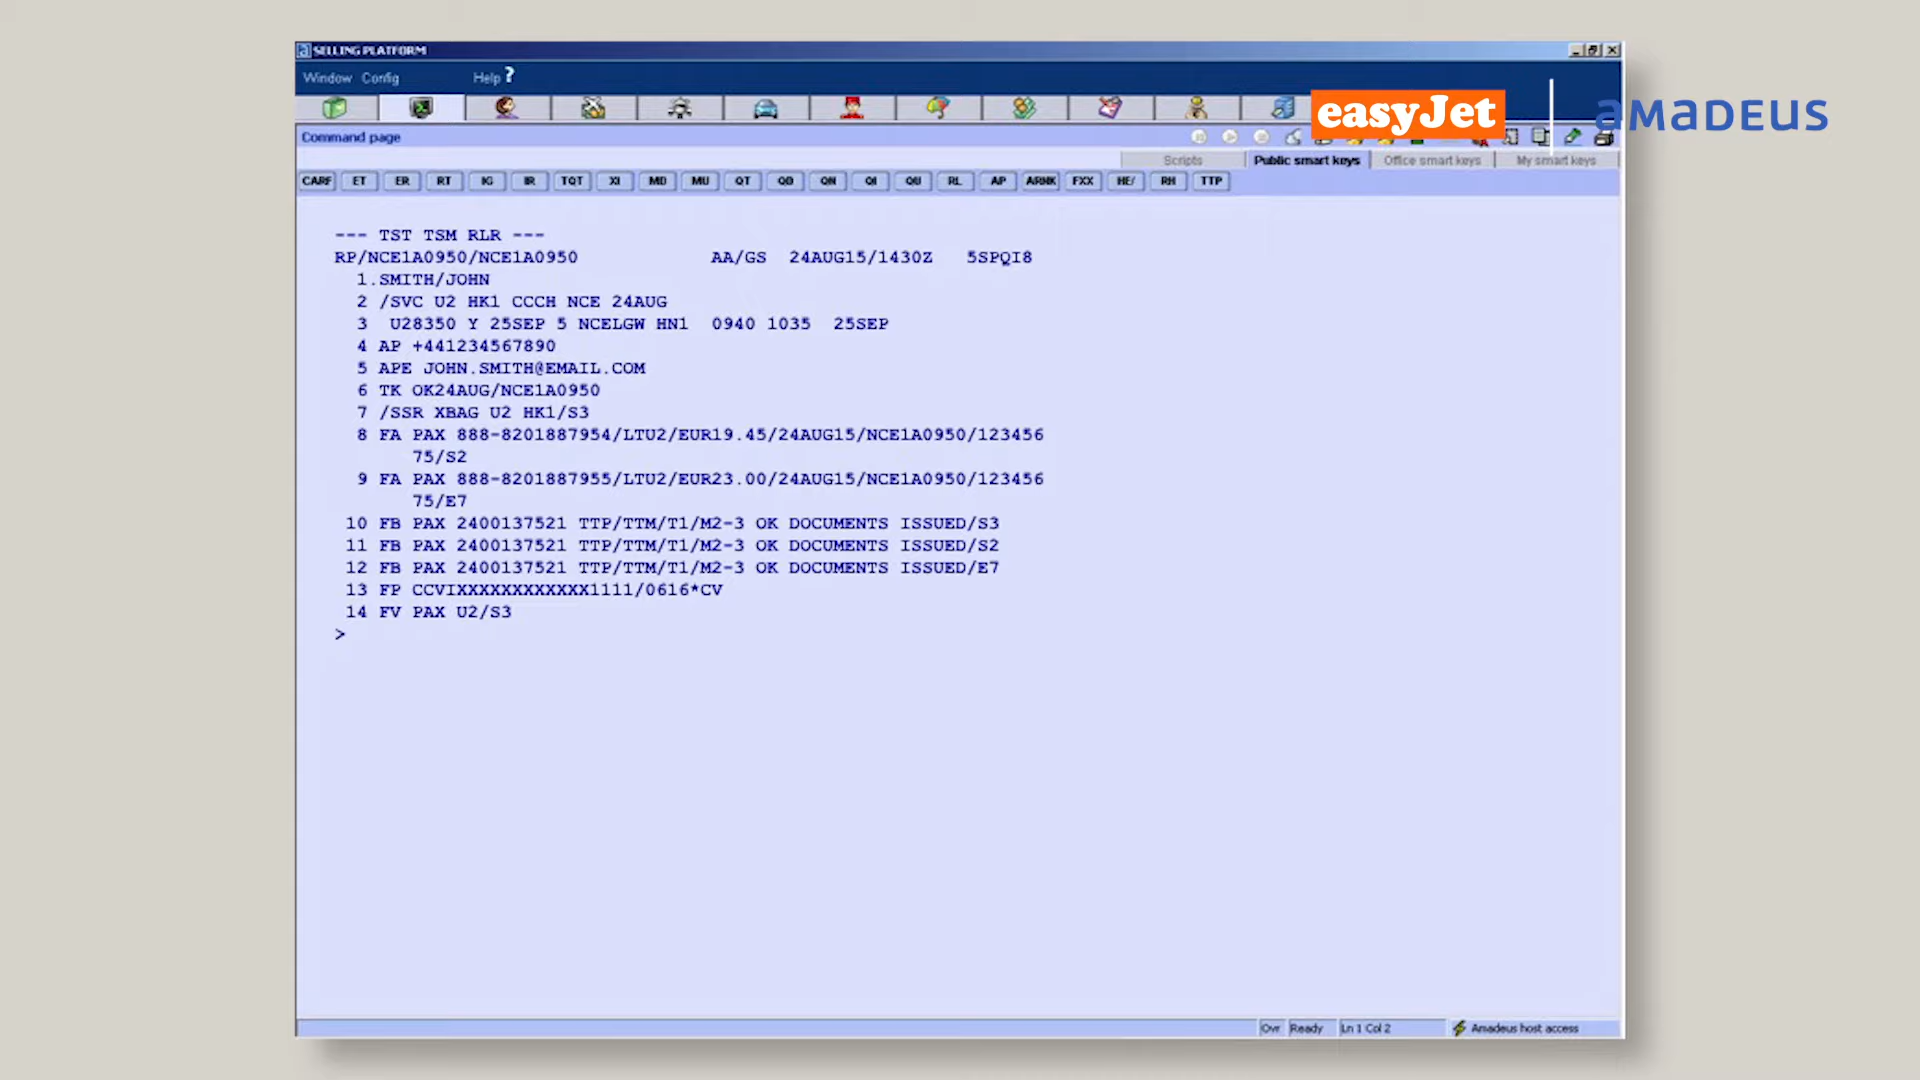 SELLING PLATFORM
Window Config Help ?
easyJet
amadeus
Command page
Scripts Public smart keys Office smart keys My smart keys
CARF ET ER RT IG IR TQT XI MD MU QT QD QN QI QU RL AP ARNK FXX HE/ RH TTP
--- TST TSM RLR ---
RP/NCE1A0950/NCE1A0950 AA/GS 24AUG15/1430Z 5SPQI8
1.SMITH/JOHN
2 /SVC U2 HK1 CCCH NCE 24AUG
3 U28350 Y 25SEP 5 NCELGW HN1 0940 1035 25SEP
4 AP +441234567890
5 APE JOHN.SMITH@EMAIL.COM
6 TK OK24AUG/NCE1A0950
7 /SSR XBAG U2 HK1/S3
8 FA PAX 888-8201887954/LTU2/EUR19.45/24AUG15/NCE1A0950/123456
75/S2
9 FA PAX 888-8201887955/LTU2/EUR23.00/24AUG15/NCE1A0950/123456
75/E7
10 FB PAX 2400137521 TTP/TTM/T1/M2-3 OK DOCUMENTS ISSUED/S3
11 FB PAX 2400137521 TTP/TTM/T1/M2-3 OK DOCUMENTS ISSUED/S2
12 FB PAX 2400137521 TTP/TTM/T1/M2-3 OK DOCUMENTS ISSUED/E7
13 FP CCVIXXXXXXXXXXXX1111/0616*CV
14 FV PAX U2/S3
>
Ovr Ready Ln 1 Col 2 Amadeus host access